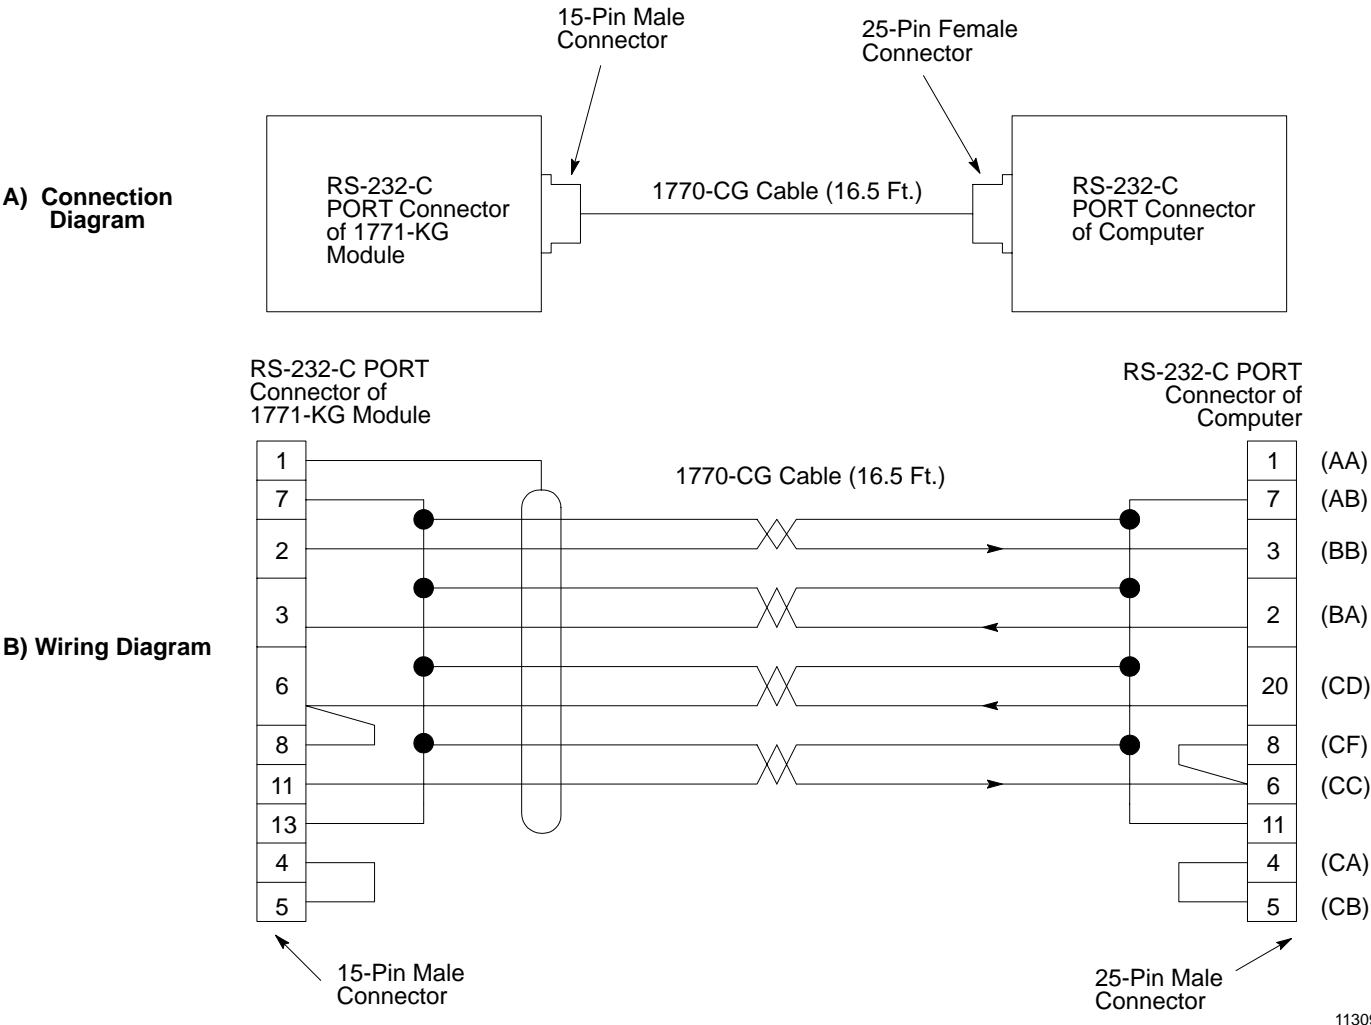 15-Pin Male
Connector
25-Pin Female
Connector
A) Connection
Diagram
RS-232-C
PORT Connector
of 1771-KG
Module
1770-CG Cable (16.5 Ft.)
RS-232-C
PORT Connector
of Computer
RS-232-C PORT
Connector of
1771-KG Module
RS-232-C PORT
Connector of
Computer
1770-CG Cable (16.5 Ft.)
B) Wiring Diagram
1
7
2
3
6
8
11
13
4
5
1 (AA)
7 (AB)
3 (BB)
2 (BA)
20 (CD)
8 (CF)
6 (CC)
11
4 (CA)
5 (CB)
15-Pin Male
Connector
25-Pin Male
Connector